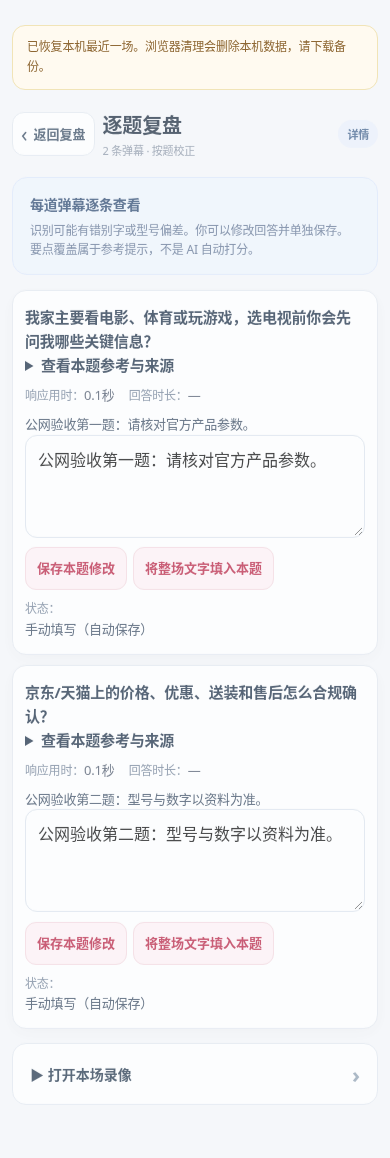 已恢复本机最近一场。浏览器清理会删除本机数据，请下载备
份。
‹ 返回复盘
逐题复盘
2 条弹幕 · 按题校正
详情
每道弹幕逐条查看
识别可能有错别字或型号偏差。你可以修改回答并单独保存。
要点覆盖属于参考提示，不是 AI 自动打分。
我家主要看电影、体育或玩游戏，选电视前你会先
问我哪些关键信息？
▶ 查看本题参考与来源
响应用时：0.1秒 回答时长：—
公网验收第一题：请核对官方产品参数。
公网验收第一题：请核对官方产品参数。
保存本题修改 将整场文字填入本题
状态：
手动填写（自动保存）
京东/天猫上的价格、优惠、送装和售后怎么合规确
认？
▶ 查看本题参考与来源
响应用时：0.1秒 回答时长：—
公网验收第二题：型号与数字以资料为准。
公网验收第二题：型号与数字以资料为准。
保存本题修改 将整场文字填入本题
状态：
手动填写（自动保存）
▶ 打开本场录像 ›